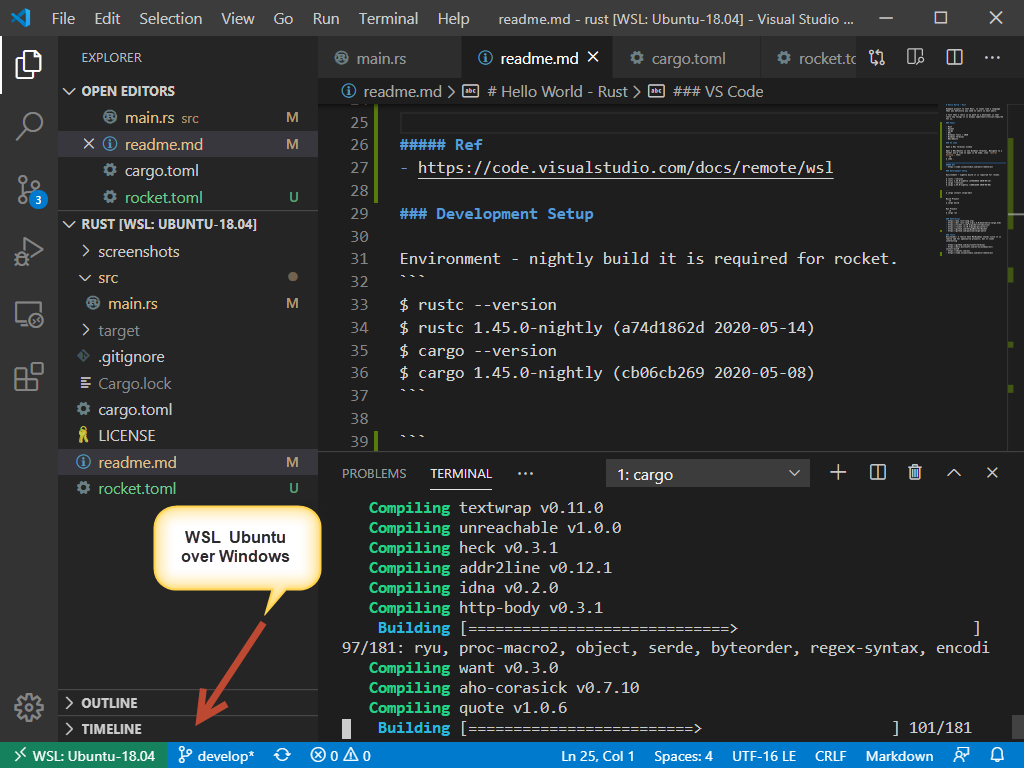 File Edit Selection View Go Run Terminal Help readme.md - rust [WSL: Ubuntu-18.04] - Visual Studio ...
EXPLORER
main.rs readme.md cargo.toml rocket.to
readme.md > # Hello World - Rust > ### VS Code
OPEN EDITORS
main.rs src M
readme.md M
cargo.toml
rocket.toml U
3
RUST [WSL: UBUNTU-18.04]
screenshots
src
main.rs M
target
.gitignore
Cargo.lock
cargo.toml
LICENSE
readme.md M
rocket.toml U
25
26 ##### Ref
27 - https://code.visualstudio.com/docs/remote/wsl
28
29 ### Development Setup
30
31 Environment - nightly build it is required for rocket.
32 ```
33 $ rustc --version
34 $ rustc 1.45.0-nightly (a74d1862d 2020-05-14)
35 $ cargo --version
36 $ cargo 1.45.0-nightly (cb06cb269 2020-05-08)
37 ```
38
39 ```
PROBLEMS TERMINAL ... 1: cargo
Compiling textwrap v0.11.0
Compiling unreachable v1.0.0
Compiling heck v0.3.1
Compiling addr2line v0.12.1
Compiling idna v0.2.0
Compiling http-body v0.3.1
Building [=============================> ]
97/181: ryu, proc-macro2, object, serde, byteorder, regex-syntax, encodi
Compiling want v0.3.0
Compiling aho-corasick v0.7.10
Compiling quote v1.0.6
Building [=========================> ] 101/181
WSL Ubuntu
over Windows
OUTLINE
TIMELINE
WSL: Ubuntu-18.04 develop* 0 0 Ln 25, Col 1 Spaces: 4 UTF-16 LE CRLF Markdown